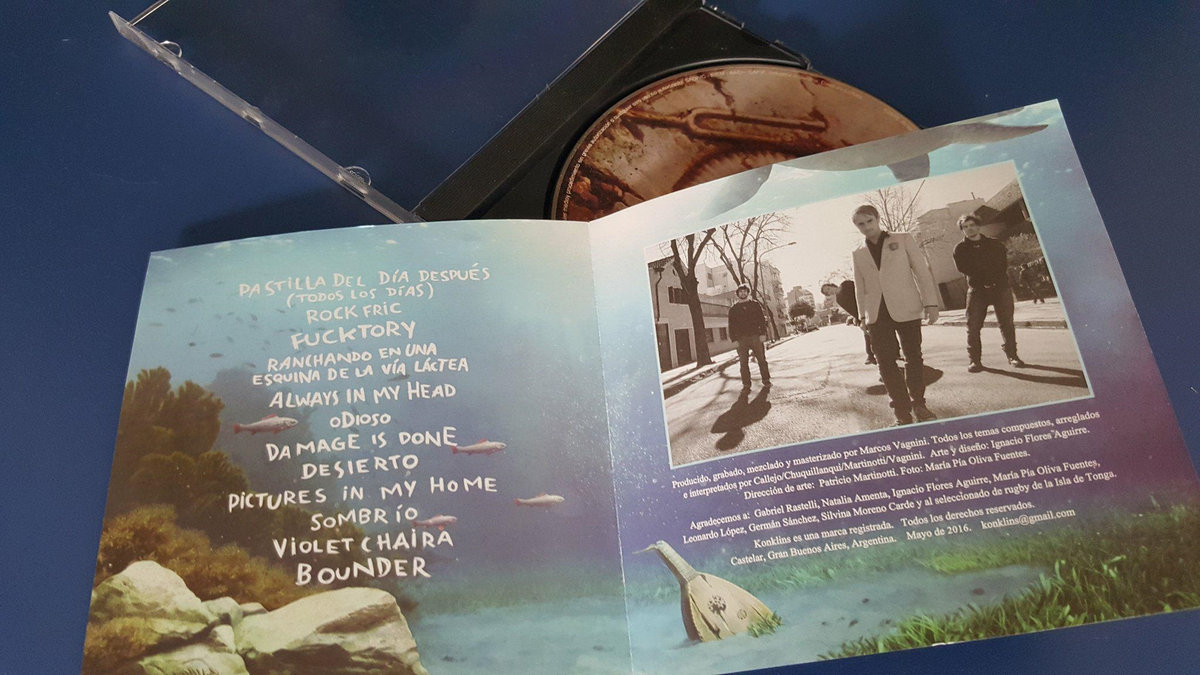 PASTILLA DEL DÍA DESPUÉS
(TODOS LOS DÍAS)
ROCK FRIC
FUCKTORY
RANCHANDO EN UNA
ESQUINA DE LA VÍA LÁCTEA
ALWAYS IN MY HEAD
ODIOSO
DAMAGE IS DONE
DESIERTO
PICTURES IN MY HOME
SOMBRÍO
VIOLET CHAIRA
BOUNDER
Producido, grabado, mezclado y masterizado por Marcos Vagnini. Todos los temas compuestos, arreglados
e interpretados por Callejo/Chuquillanqui/Martinotti/Vagnini. Arte y diseño: Ignacio Flores Aguirre.
Dirección de arte: Patricio Martinotti. Foto: María Pía Oliva Fuentes.
Agradecemos a: Gabriel Rastelli, Natalia Amenta, Ignacio Flores Aguirre, María Pía Oliva Fuentes,
Leonardo López, Germán Sánchez, Silvina Moreno Carde y al seleccionado de rugby de la Isla de Tonga.
Konklins es una marca registrada. Todos los derechos reservados.
Castelar, Gran Buenos Aires, Argentina. Mayo de 2016. konklins@gmail.com